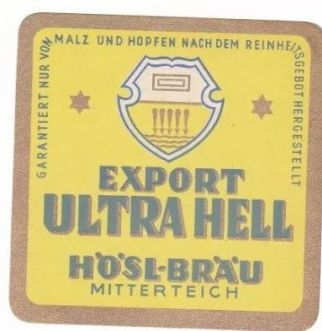 GARANTIERT NUR VON MALZ UND HOPFEN NACH DEM REINHEITSGEBOT HERGESTELLT
EXPORT
ULTRA HELL
HÖSL-BRÄU
MITTERTEICH